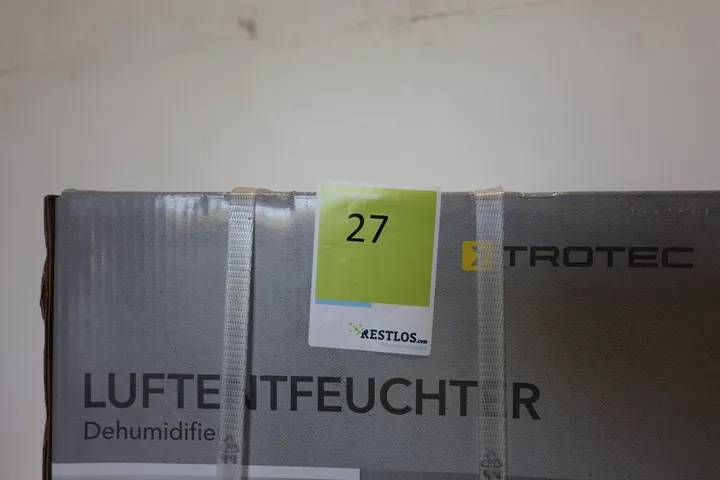 27
TROTEC
RESTLOS.com
LUFTENTFEUCHTER
Dehumidifie